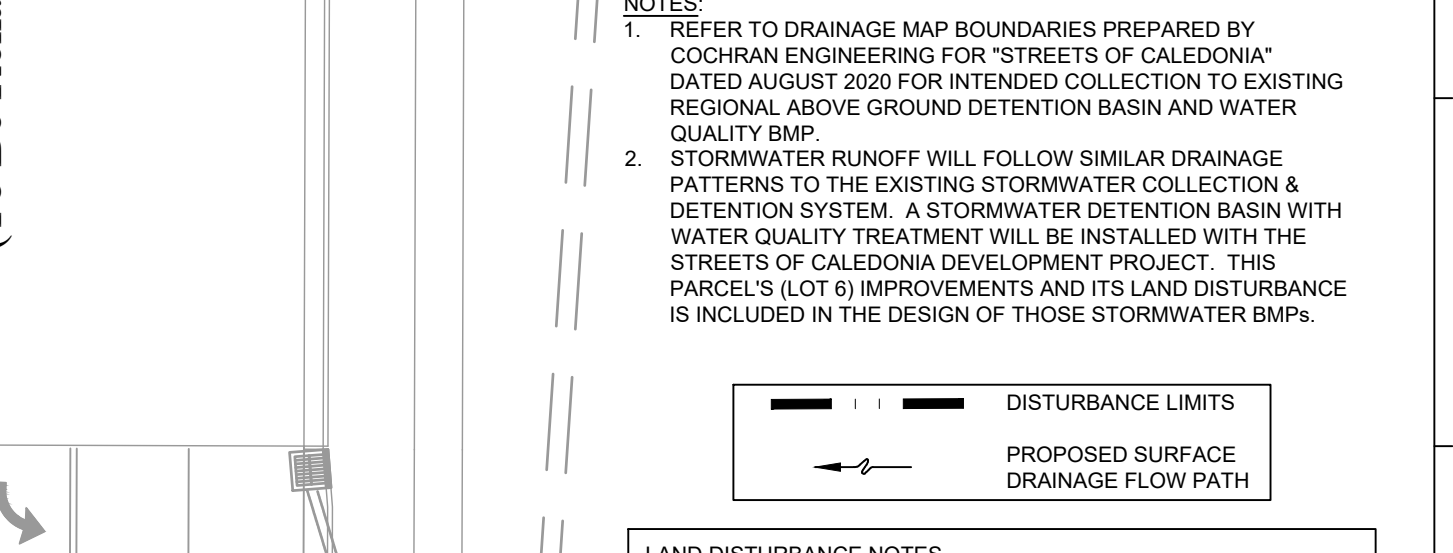 NOTES:
1. REFER TO DRAINAGE MAP BOUNDARIES PREPARED BY
COCHRAN ENGINEERING FOR "STREETS OF CALEDONIA"
DATED AUGUST 2020 FOR INTENDED COLLECTION TO EXISTING
REGIONAL ABOVE GROUND DETENTION BASIN AND WATER
QUALITY BMP.
2. STORMWATER RUNOFF WILL FOLLOW SIMILAR DRAINAGE
PATTERNS TO THE EXISTING STORMWATER COLLECTION &
DETENTION SYSTEM. A STORMWATER DETENTION BASIN WITH
WATER QUALITY TREATMENT WILL BE INSTALLED WITH THE
STREETS OF CALEDONIA DEVELOPMENT PROJECT. THIS
PARCEL'S (LOT 6) IMPROVEMENTS AND ITS LAND DISTURBANCE
IS INCLUDED IN THE DESIGN OF THOSE STORMWATER BMPs.
DISTURBANCE LIMITS
PROPOSED SURFACE
DRAINAGE FLOW PATH
LAND DISTURBANCE NOTES